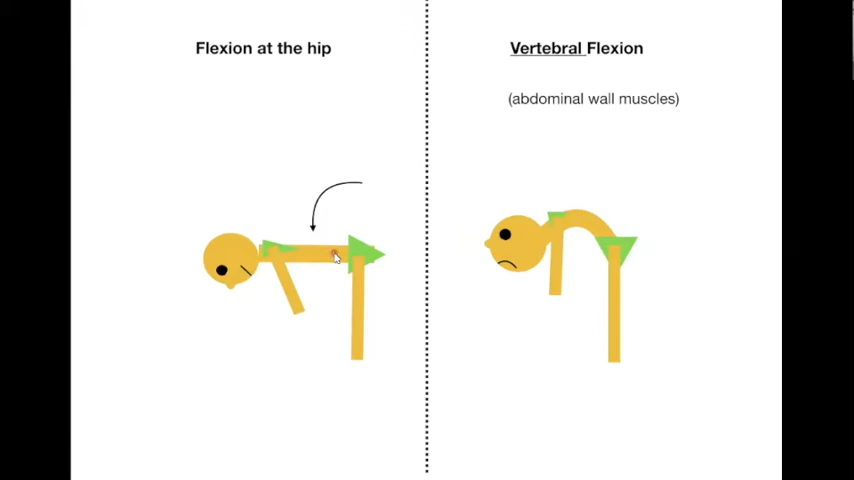 Flexion at the hip
Vertebral Flexion
(abdominal wall muscles)